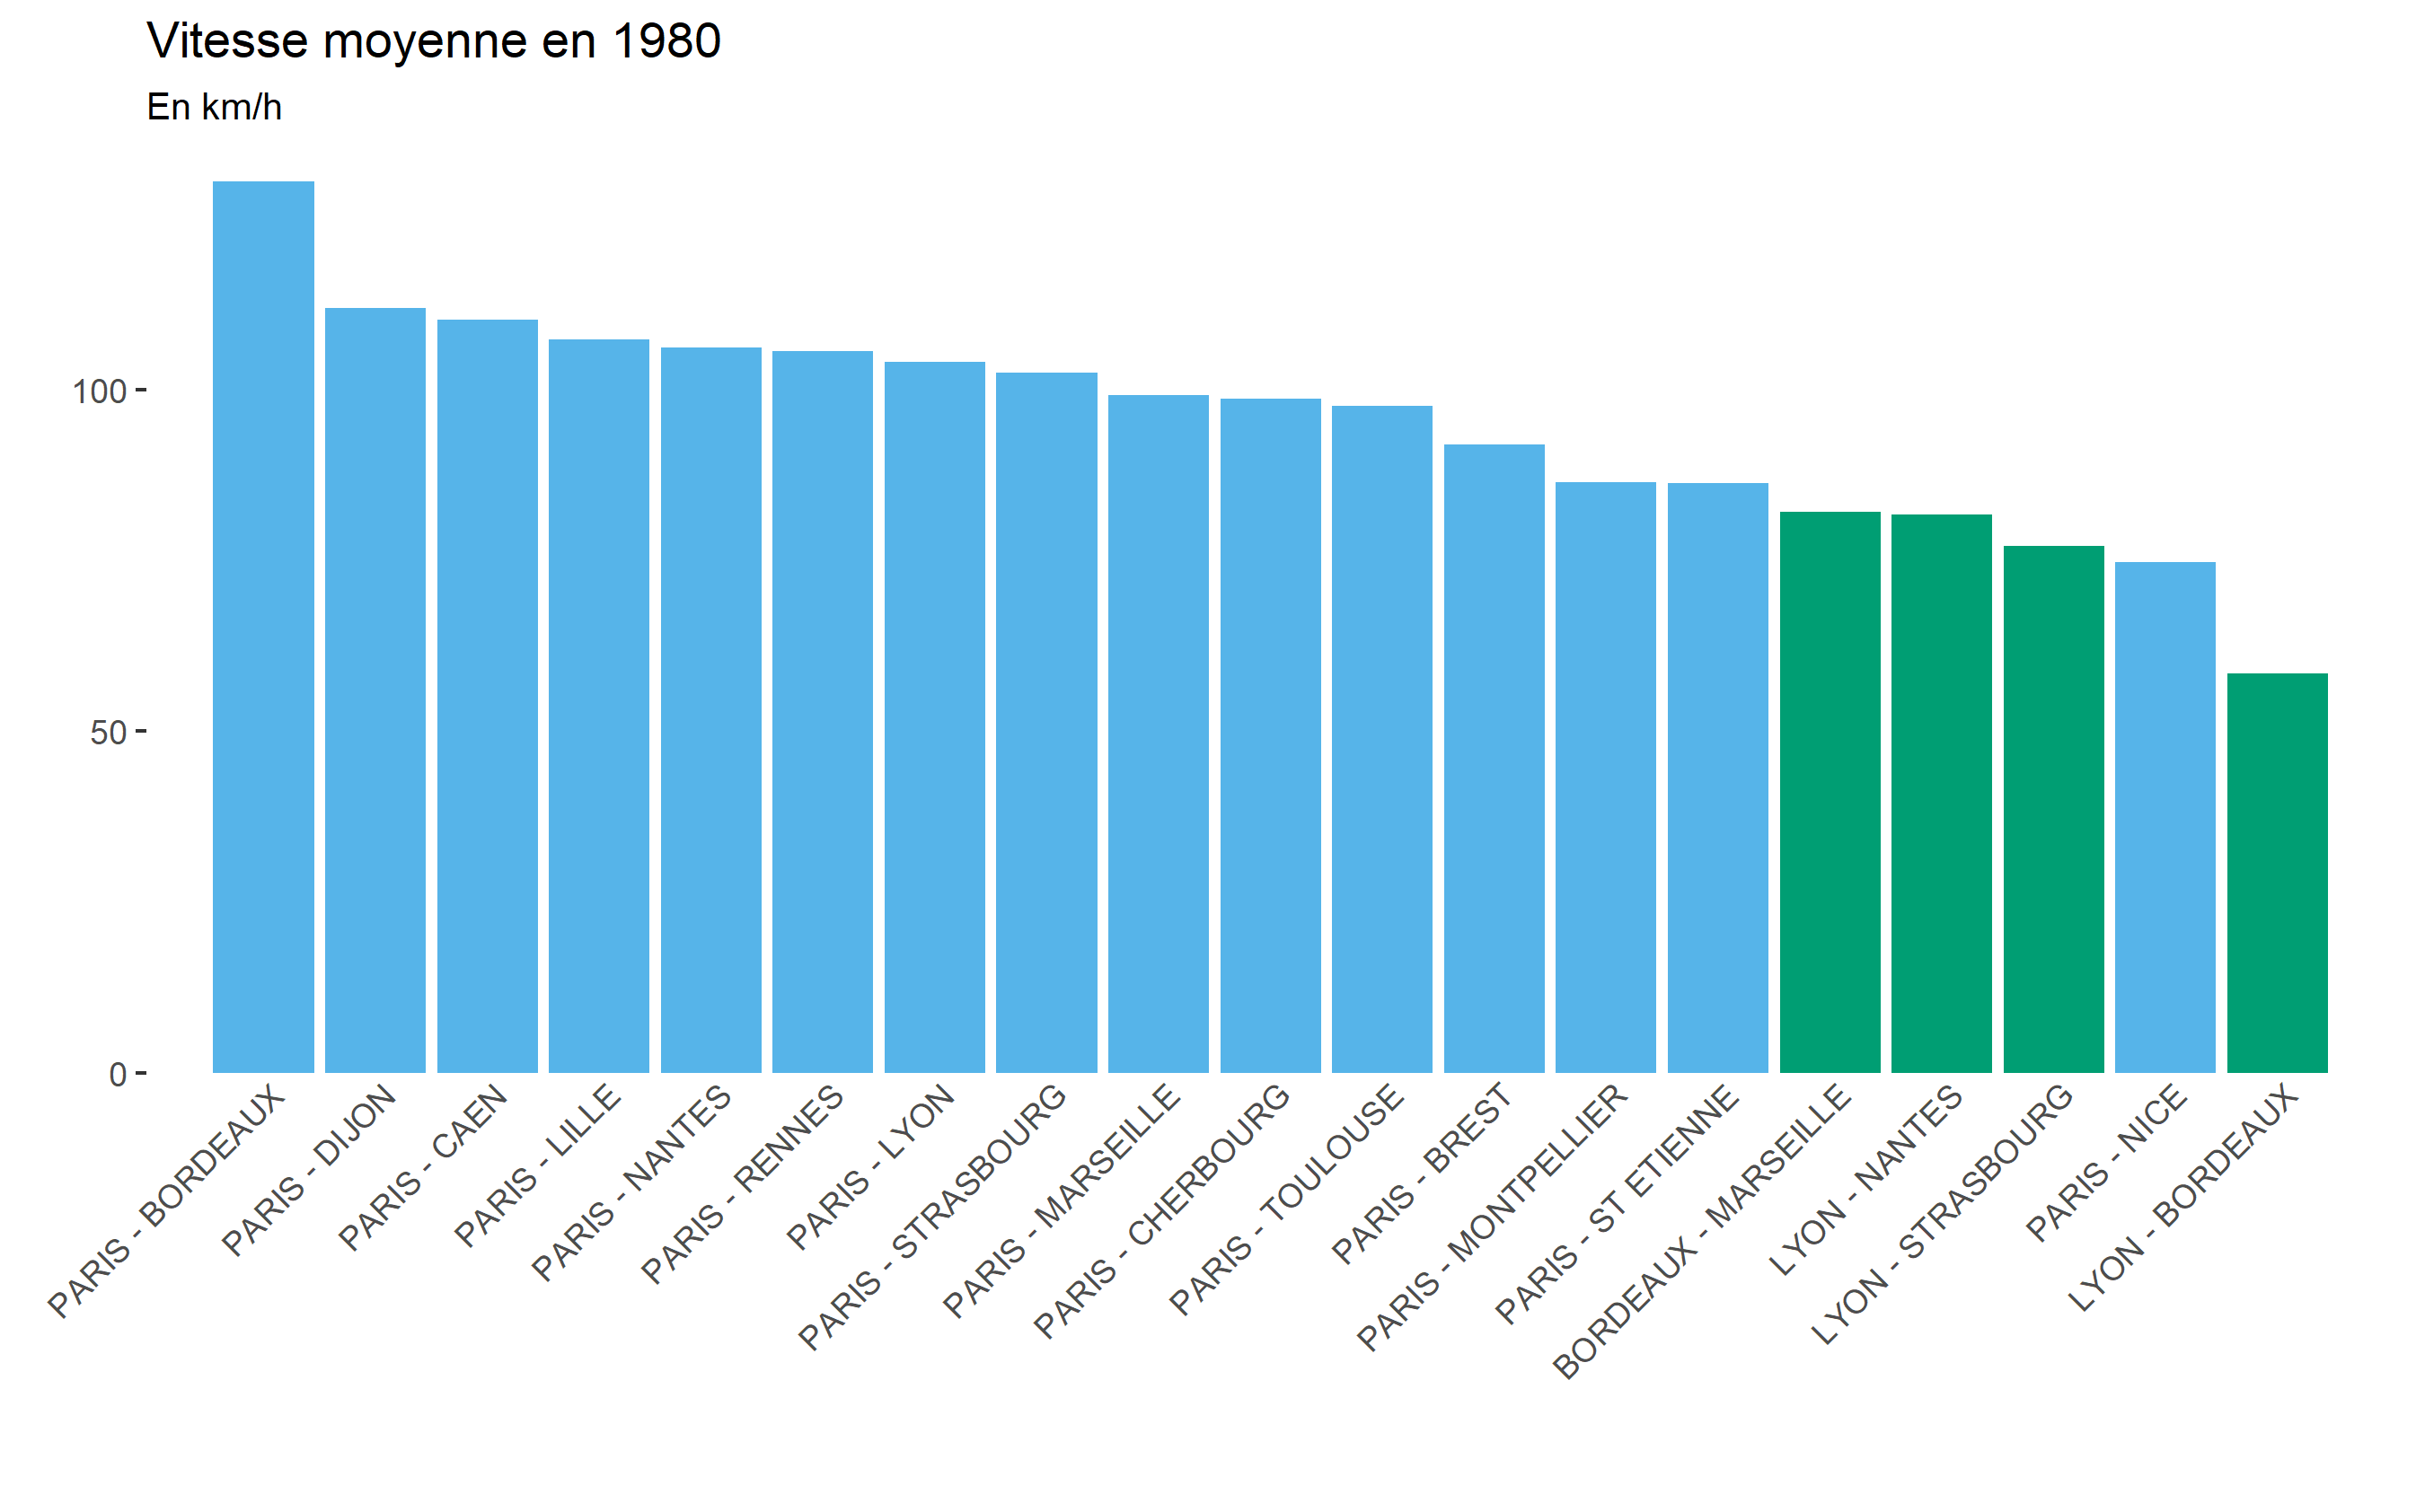 Vitesse moyenne en 1980
En km/h
100
50
0
PARIS - BORDEAUX
PARIS - DIJON
PARIS - CAEN
PARIS - LILLE
PARIS - NANTES
PARIS - RENNES
PARIS - LYON
PARIS - STRASBOURG
PARIS - MARSEILLE
PARIS - CHERBOURG
PARIS - TOULOUSE
PARIS - BREST
PARIS - MONTPELLIER
PARIS - ST ETIENNE
BORDEAUX - MARSEILLE
LYON - NANTES
LYON - STRASBOURG
PARIS - NICE
LYON - BORDEAUX